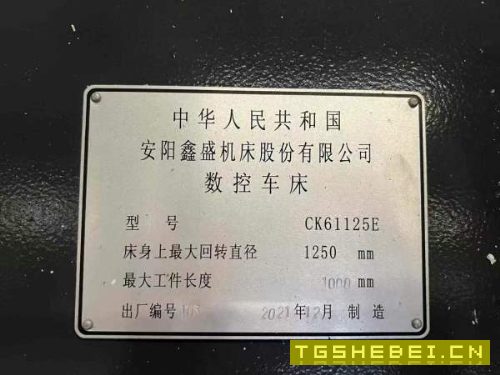 中华人民共和国
安阳鑫盛机床股份有限公司
数控车床
型 号 CK61125E
床身上最大回转直径 1250 mm
最大工件长度 mm
出厂编号 2021年12月 制造
TGSHEBEI.CN